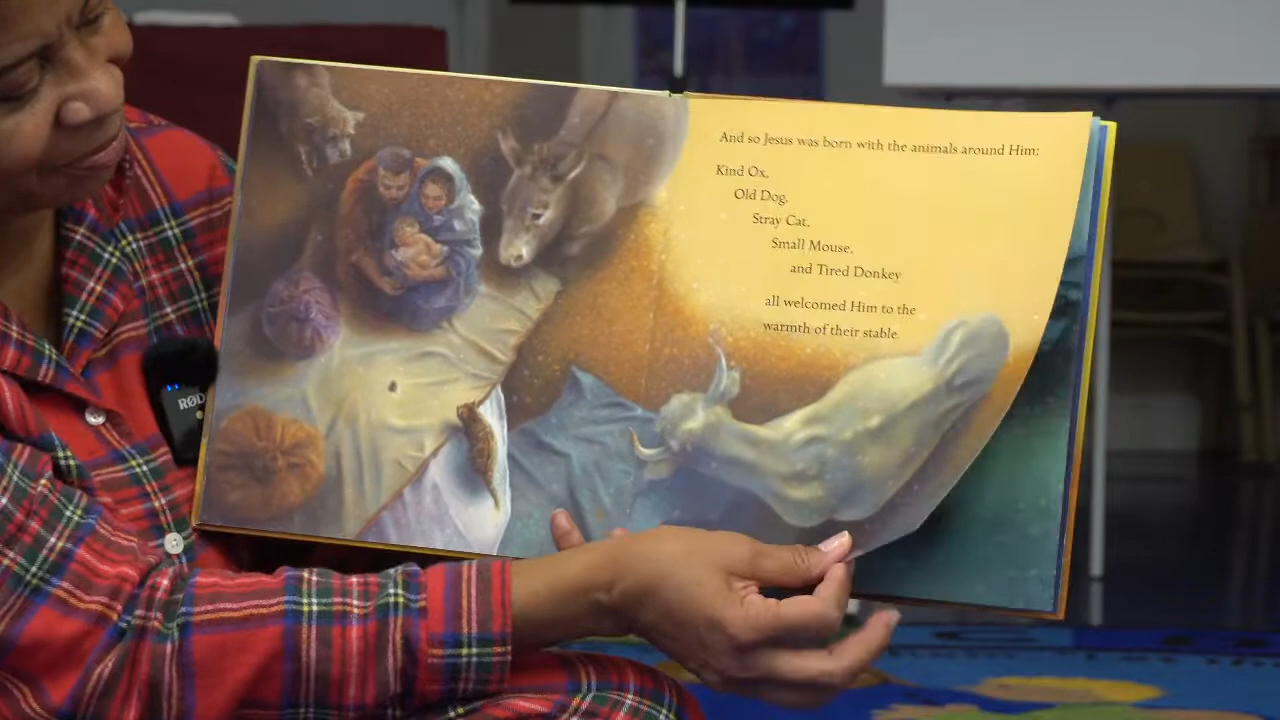 And so Jesus was born with the animals around Him:
Kind Ox,
Old Dog,
Stray Cat,
Small Mouse,
and Tired Donkey
all welcomed Him to the
warmth of their stable.
RØD